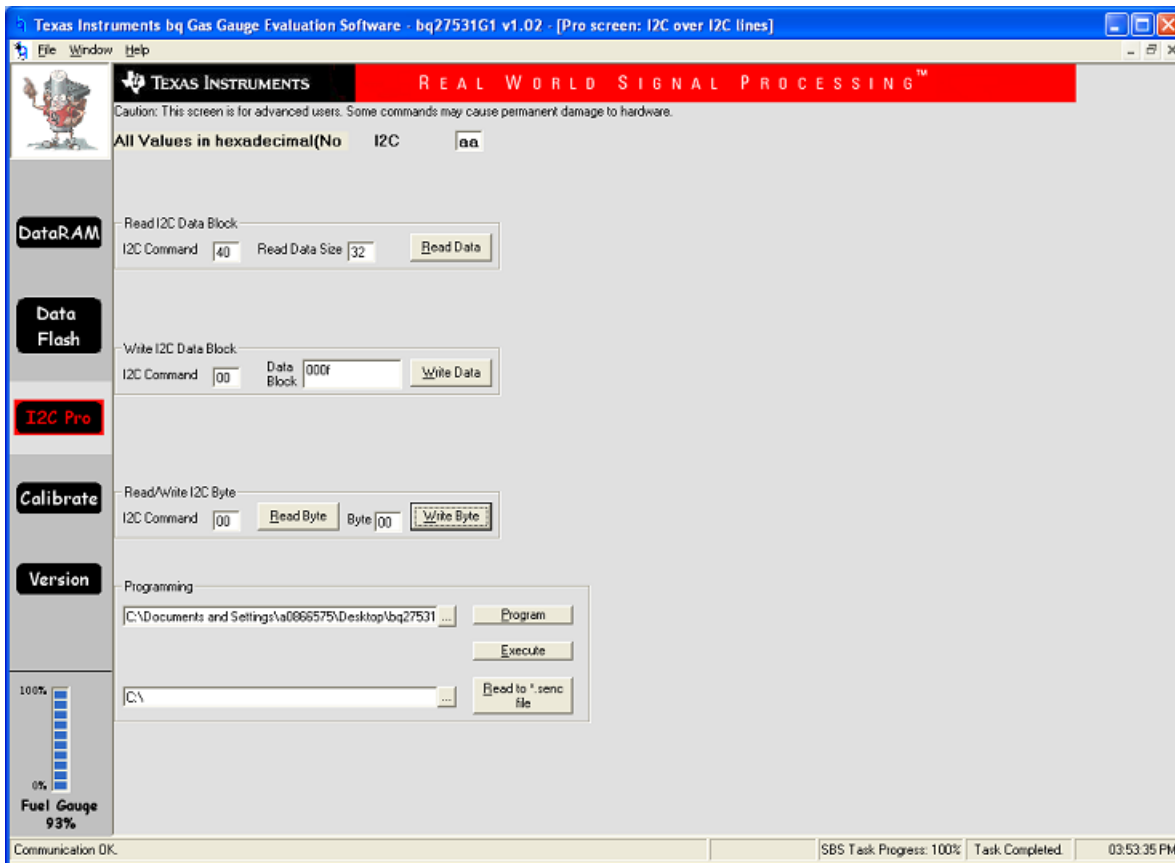 Texas Instruments bq Gas Gauge Evaluation Software - bq27531G1 v1.02 - [Pro screen: I2C over I2C lines]
File Window Help
TEXAS INSTRUMENTS REAL WORLD SIGNAL PROCESSING™
Caution: This screen is for advanced users. Some commands may cause permanent damage to hardware.
All Values in hexadecimal(No I2C aa
DataRAM
Read I2C Data Block
I2C Command 40 Read Data Size 32 Read Data
Data
Flash
Write I2C Data Block
I2C Command 00 Data Block 000f Write Data
I2C Pro
Calibrate
Read/Write I2C Byte
I2C Command 00 Read Byte Byte 00 Write Byte
Version
Programming
C:\Documents and Settings\a0866575\Desktop\bq27531 ... Program
Execute
C:\ ... Read to *.senc
file
100%
0%
Fuel Gauge
93%
Communication OK. SBS Task Progress: 100% Task Completed. 03:53:35 PM